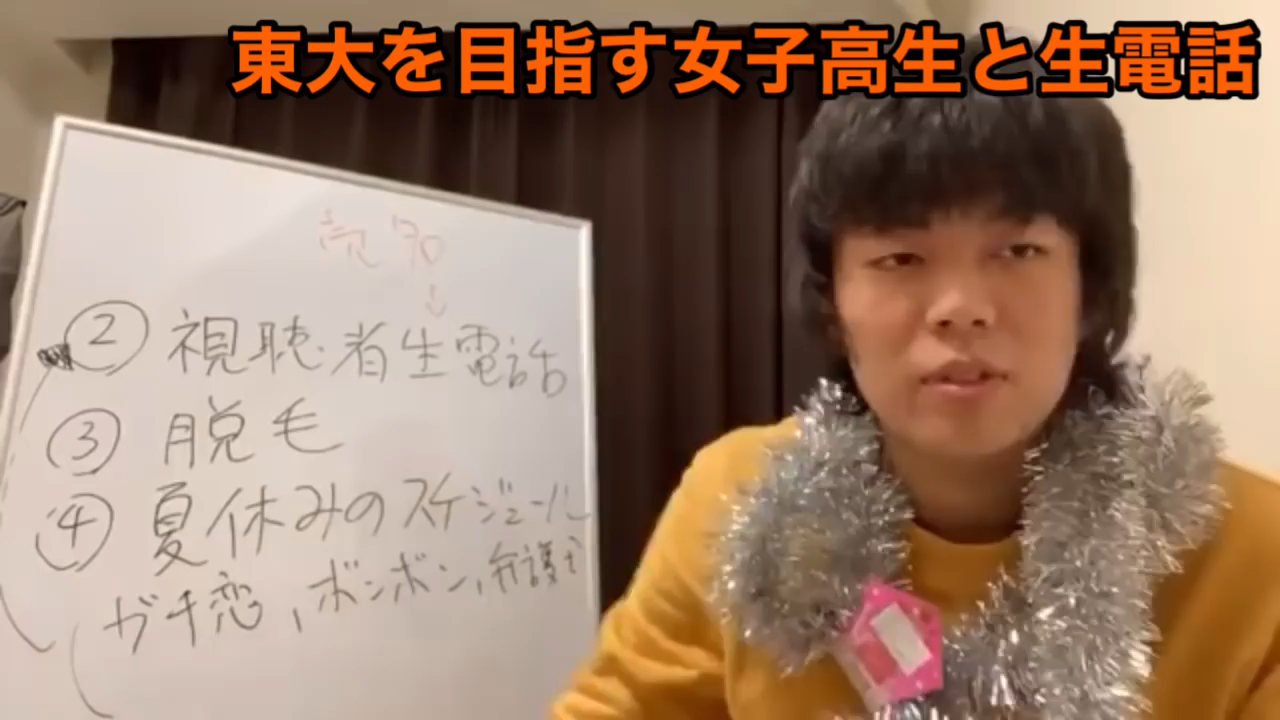 東大を目指す女子高生と生電話
② 視聴者生電話
③ 脱毛
④ 夏休みのスケジュール
ガチ恋, ボンボン, 弁護士